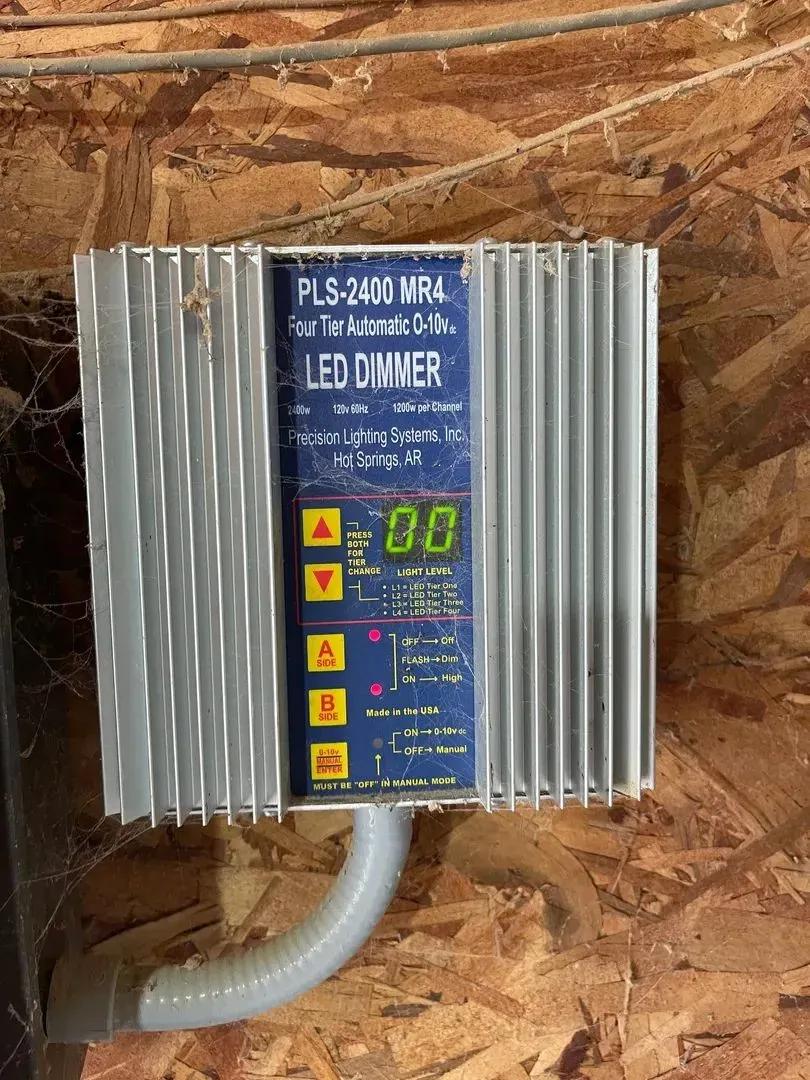 PLS-2400 MR4
Four Tier Automatic 0-10v dc
LED DIMMER
2400w 120v 60Hz 1200w per Channel
Precision Lighting Systems, Inc.
Hot Springs, AR
00
PRESS
BOTH
FOR
TIER
CHANGE
LIGHT LEVEL
• L1 = LED Tier One
• L2 = LED Tier Two
• L3 = LED Tier Three
• L4 = LED Tier Four
A
SIDE
OFF → Off
FLASH → Dim
ON → High
B
SIDE
Made in the USA
0-10v
MANUAL
ENTER
ON → 0-10v dc
OFF → Manual
MUST BE "OFF" IN MANUAL MODE